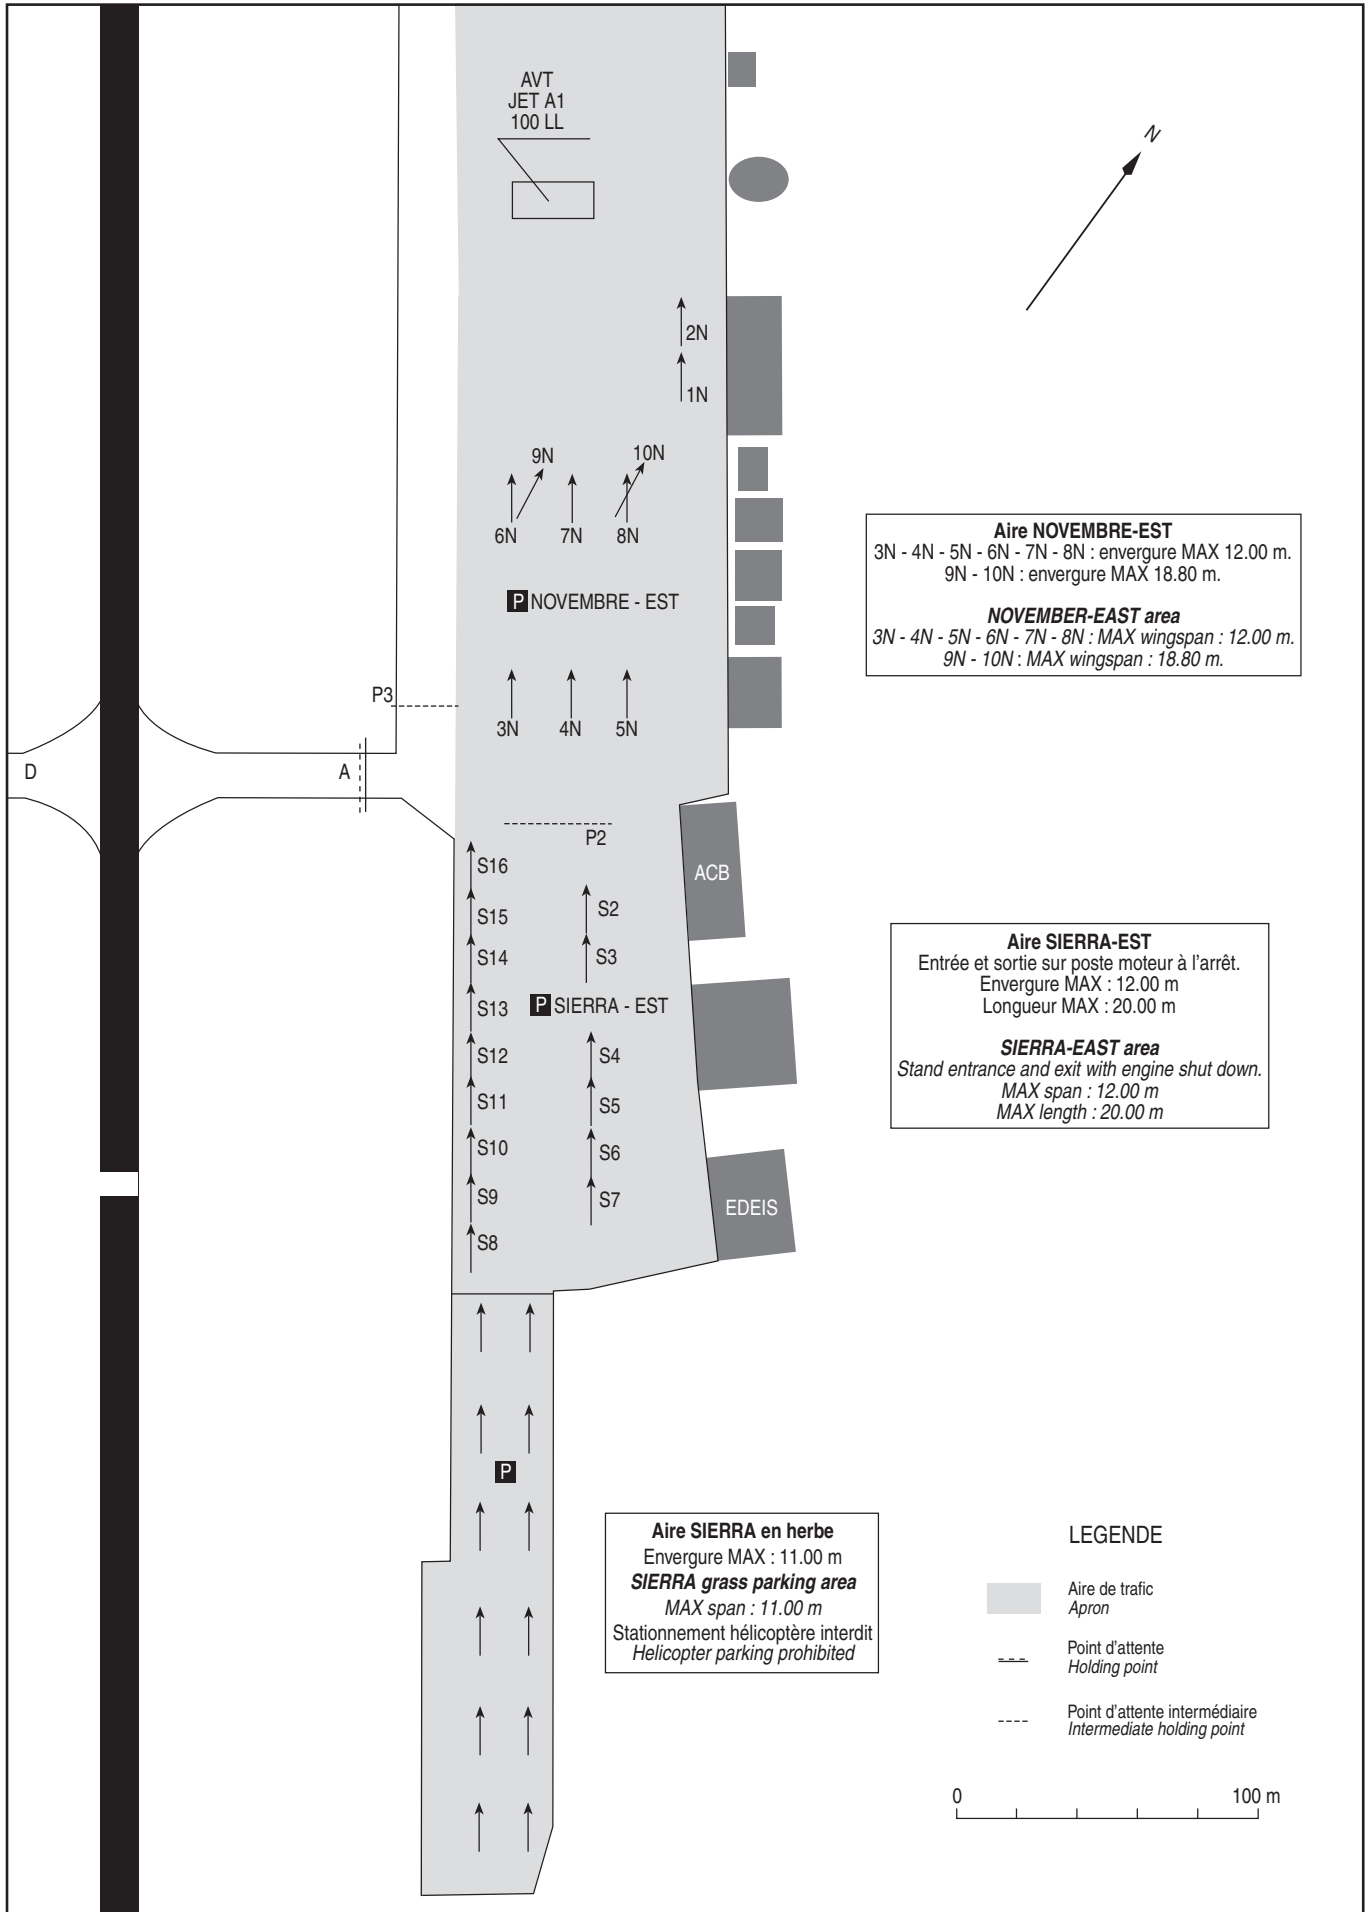 AVT
JET A1
100 LL
N
2N
1N
9N
10N
6N
7N
8N
P NOVEMBRE - EST
Aire NOVEMBRE-EST
3N - 4N - 5N - 6N - 7N - 8N : envergure MAX 12.00 m.
9N - 10N : envergure MAX 18.80 m.
NOVEMBER-EAST area
3N - 4N - 5N - 6N - 7N - 8N : MAX wingspan : 12.00 m.
9N - 10N : MAX wingspan : 18.80 m.
P3
3N
4N
5N
D
A
P2
S16
ACB
S15
S2
S14
S3
S13
P SIERRA - EST
S12
S4
S11
S5
S10
S6
S9
S7
EDEIS
S8
Aire SIERRA-EST
Entrée et sortie sur poste moteur à l'arrêt.
Envergure MAX : 12.00 m
Longueur MAX : 20.00 m
SIERRA-EAST area
Stand entrance and exit with engine shut down.
MAX span : 12.00 m
MAX length : 20.00 m
P
Aire SIERRA en herbe
Envergure MAX : 11.00 m
SIERRA grass parking area
MAX span : 11.00 m
Stationnement hélicoptère interdit
Helicopter parking prohibited
LEGENDE
Aire de trafic
Apron
Point d'attente
Holding point
Point d'attente intermédiaire
Intermediate holding point
0
100 m